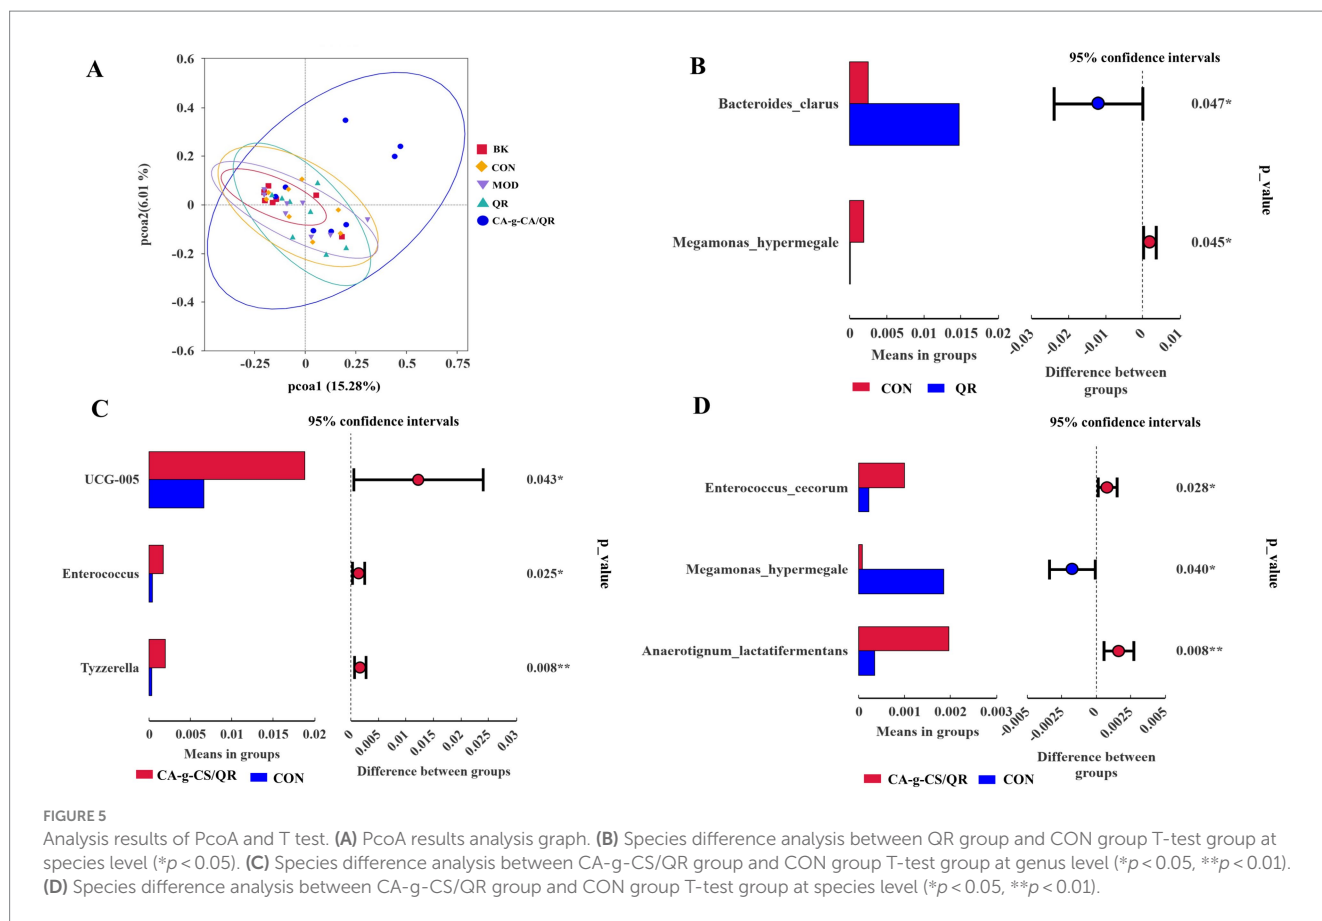 A
0.6
0.4
0.2
0
-0.2
-0.4
-0.6
pcoa2(6.01 %)
-0.25
0
0.25
0.50
0.75
pcoa1 (15.28%)
BK
CON
MOD
QR
CA-g-CA/QR
B
95% confidence intervals
Bacteroides_clarus
0.047*
Megamonas_hypermegale
0.045*
p_value
0
0.005
0.01
0.015
0.02
Means in groups
-0.03
-0.02
-0.01
0
0.01
Difference between
groups
CON
QR
C
95% confidence intervals
UCG-005
0.043*
Enterococcus
0.025*
Tyzzerella
0.008**
p_value
0
0.005
0.01
0.015
0.02
Means in groups
0
0.005
0.01
0.015
0.02
0.025
0.03
Difference between groups
CA-g-CS/QR
CON
D
95% confidence intervals
Enterococcus_cecorum
0.028*
Megamonas_hypermegale
0.040*
Anaerotignum_lactatifermentans
0.008**
p_value
0
0.001
0.002
0.003
Means in groups
-0.005
-0.0025
0
0.0025
0.005
Difference between
groups
CA-g-CS/QR
CON
FIGURE 5
Analysis results of PcoA and T test. (A) PcoA results analysis graph. (B) Species difference analysis between QR group and CON group T-test group at
species level (*p < 0.05). (C) Species difference analysis between CA-g-CS/QR group and CON group T-test group at genus level (*p < 0.05, **p < 0.01).
(D) Species difference analysis between CA-g-CS/QR group and CON group T-test group at species level (*p < 0.05, **p < 0.01).